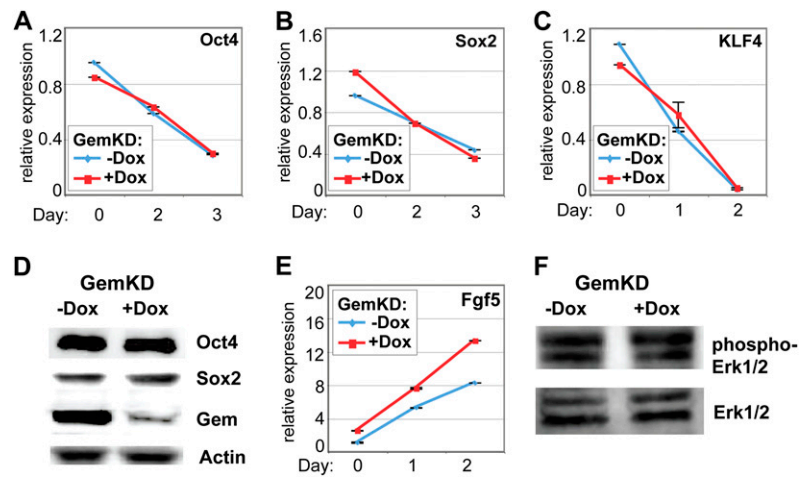 A
relative expression
1.2
0.8
0.4
0
Oct4
GemKD:
-Dox
+Dox
Day: 0 2 3
B
relative expression
1.6
1.2
0.8
0.4
0
Sox2
GemKD:
-Dox
+Dox
Day: 0 2 3
C
relative expression
1.2
0.8
0.4
0
KLF4
GemKD:
-Dox
+Dox
Day: 0 1 2
D
GemKD
-Dox +Dox
Oct4
Sox2
Gem
Actin
E
relative expression
20
16
12
8
4
0
Fgf5
GemKD:
-Dox
+Dox
Day: 0 1 2
F
GemKD
-Dox +Dox
phospho-
Erk1/2
Erk1/2